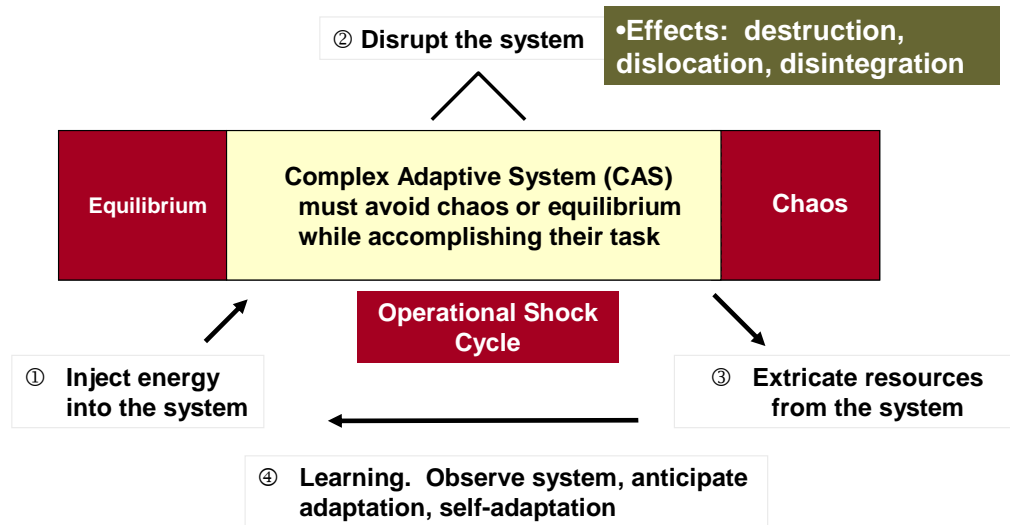 ② Disrupt the system
•Effects: destruction,
dislocation, disintegration
Equilibrium
Complex Adaptive System (CAS)
must avoid chaos or equilibrium
while accomplishing their task
Chaos
Operational Shock
Cycle
① Inject energy
into the system
③ Extricate resources
from the system
④ Learning. Observe system, anticipate
adaptation, self-adaptation